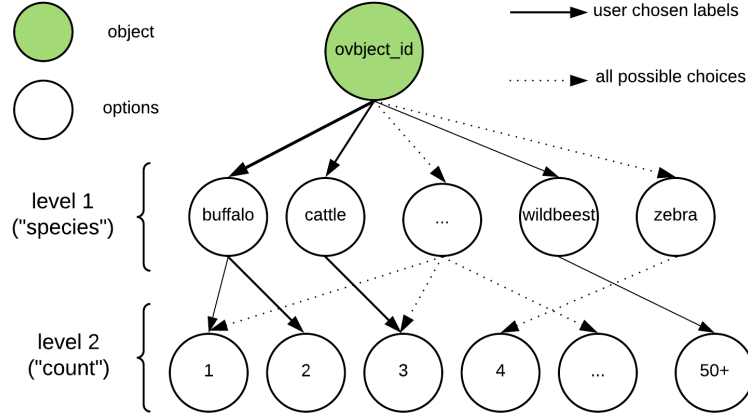 object
ovbject_id
user chosen labels
all possible choices
options
level 1
("species")
buffalo
cattle
...
wildbeest
zebra
level 2
("count")
1
2
3
4
...
50+